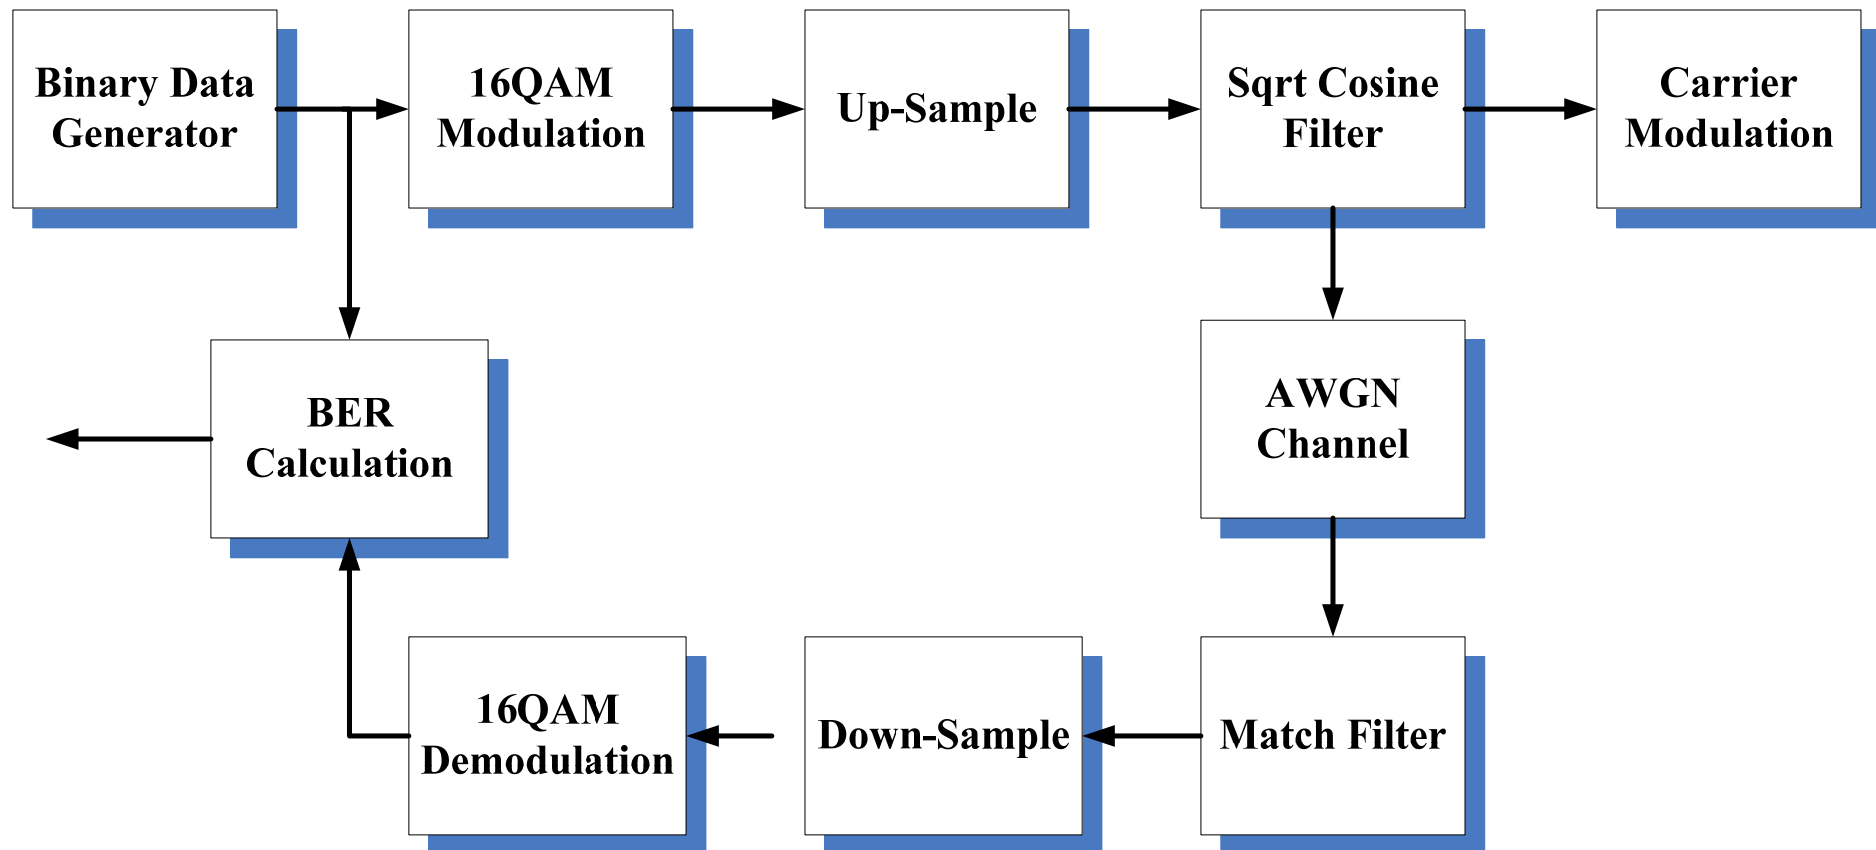 Binary Data
Generator
16QAM
Modulation
Up-Sample
Sqrt Cosine
Filter
Carrier
Modulation
BER
Calculation
AWGN
Channel
16QAM
Demodulation
Down-Sample
Match Filter